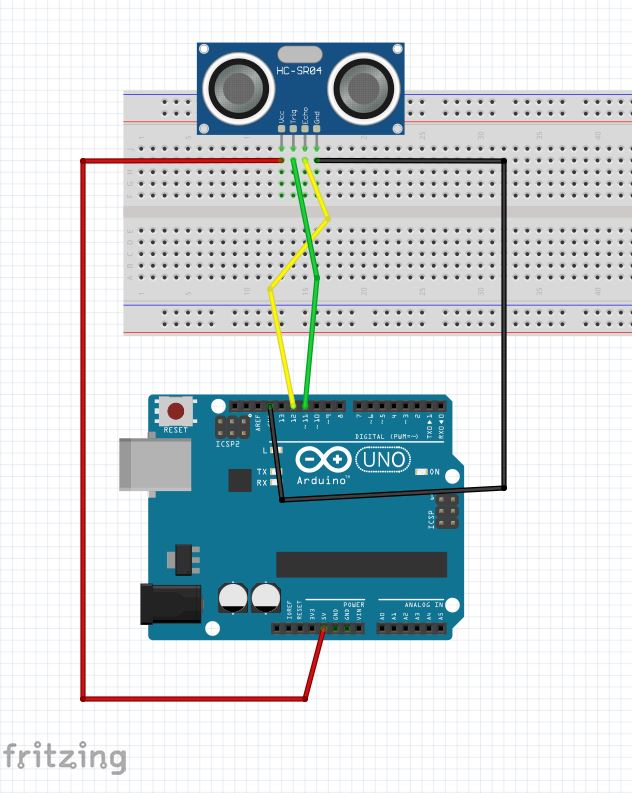 HC-SR04
Vcc
Trig
Echo
Gnd
1
5
J
H
F
E
D
C
B
A
1
15
20
25
30
35
40
RESET
ICSP2
AREF
13
12
~11
~10
~9
8
7
~6
~5
4
~3
2
TX▶1
RX◀0
DIGITAL (PWM=~)
L
TX
RX
Arduino™
UNO
ON
ICSP
IOREF
RESET
3V3
5V
GND
GND
VIN
POWER
ANALOG IN
A0
A1
A2
A3
A4
A5
fritzing